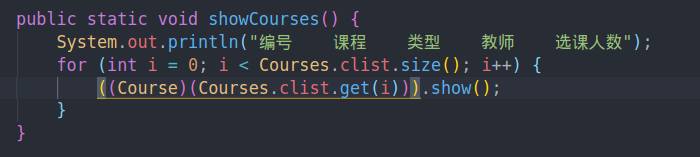 public static void showCourses() {
    System.out.println("编号    课程    类型    教师    选课人数");
    for (int i = 0; i < Courses.clist.size(); i++) {
        ((Course)(Courses.clist.get(i))).show();
    }
}